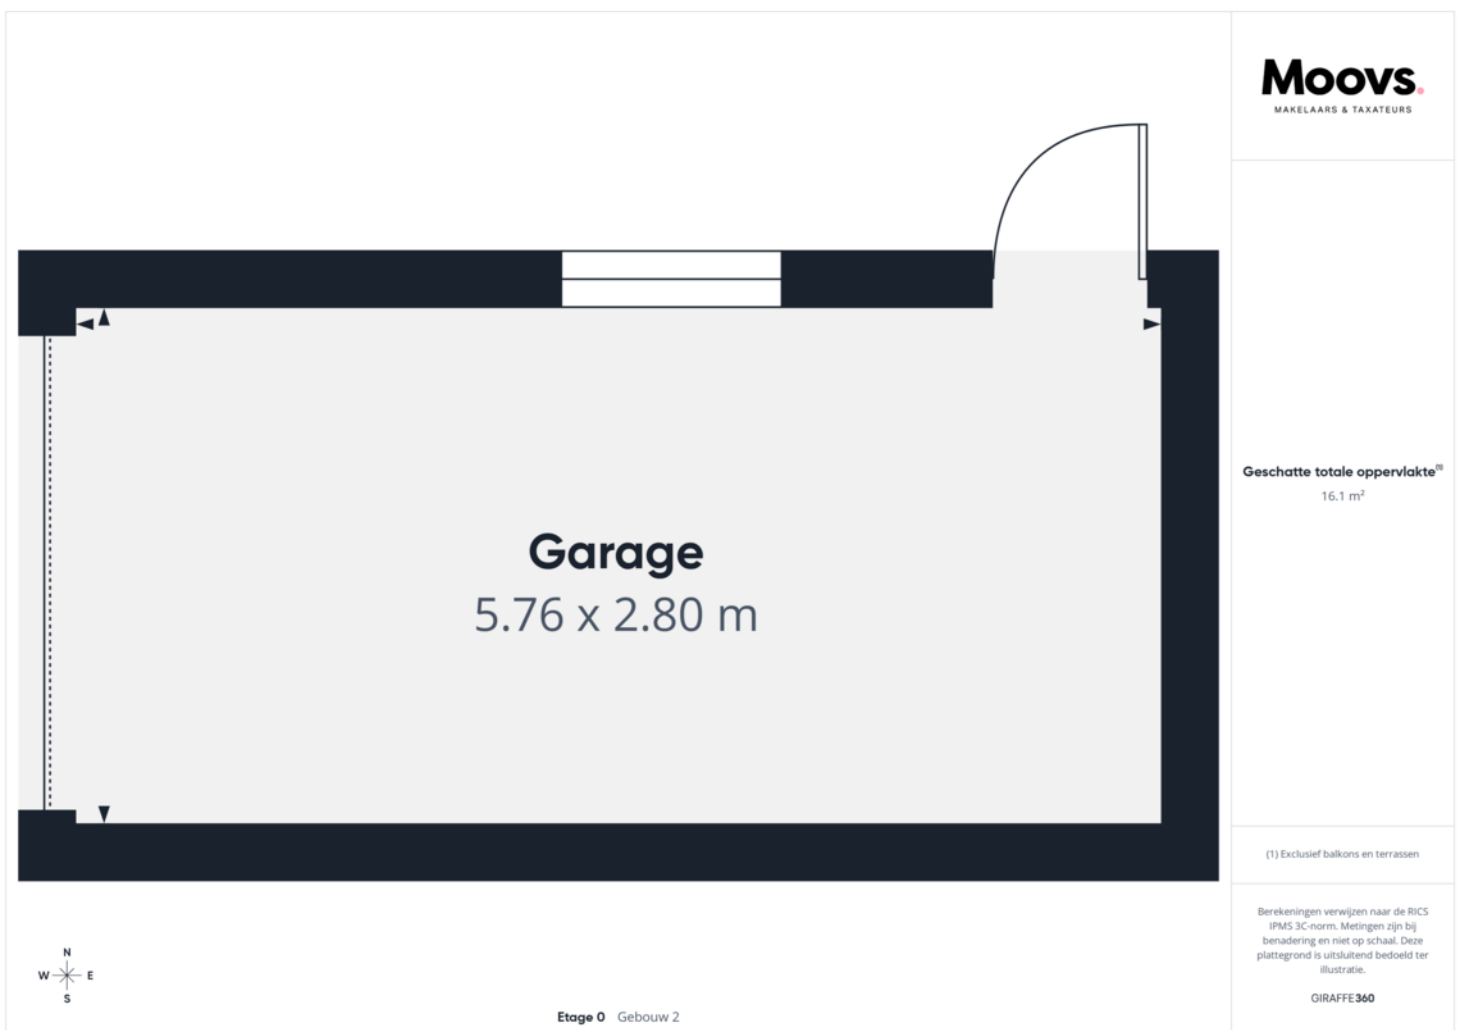 Moovs.
MAKELAARS & TAXATEURS
Garage
5.76 x 2.80 m
Geschatte totale oppervlakte(1)
16.1 m²
(1) Exclusief balkons en terrassen
Berekeningen verwijzen naar de RICS
IPMS 3C-norm. Metingen zijn bij
benadering en niet op schaal. Deze
plattegrond is uitsluitend bedoeld ter
illustratie.
GIRAFFE360
N
W E
S
Etage 0 Gebouw 2